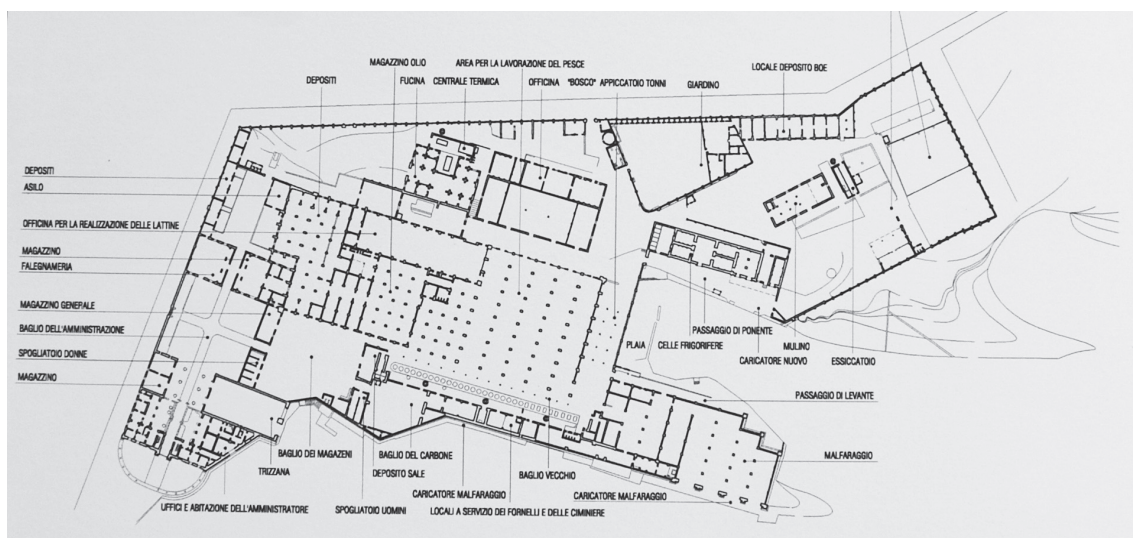 MAGAZZINO OLIO
AREA PER LA LAVORAZIONE DEL PESCE
LOCALE DEPOSITO BOE
DEPOSITI
FUCINA
CENTRALE TERMICA
OFFICINA
"BOSCO" APPICCATOIO TONNI
GIARDINO
DEPOSITI
ASILO
OFFICINA PER LA REALIZZAZIONE DELLE LATTINE
MAGAZZINO
FALEGNAMERIA
MAGAZZINO GENERALE
BAGLIO DELL'AMMINISTRAZIONE
SPOGLIATOIO DONNE
MAGAZZINO
PASSAGGIO DI PONENTE
PLAIA
CELLE FRIGORIFERE
MULINO
CARICATORE NUOVO
ESSICCATOIO
PASSAGGIO DI LEVANTE
MALFARAGGIO
BAGLIO DEI MAGAZENI
BAGLIO DEL CARBONE
TRIZZANA
DEPOSITO SALE
BAGLIO VECCHIO
CARICATORE MALFARAGGIO
CARICATORE MALFARAGGIO
UFFICI E ABITAZIONE DELL'AMMINISTRATORE
SPOGLIATOIO UOMINI
LOCALI A SERVIZIO DEI FORNELLI E DELLE CIMINIERE